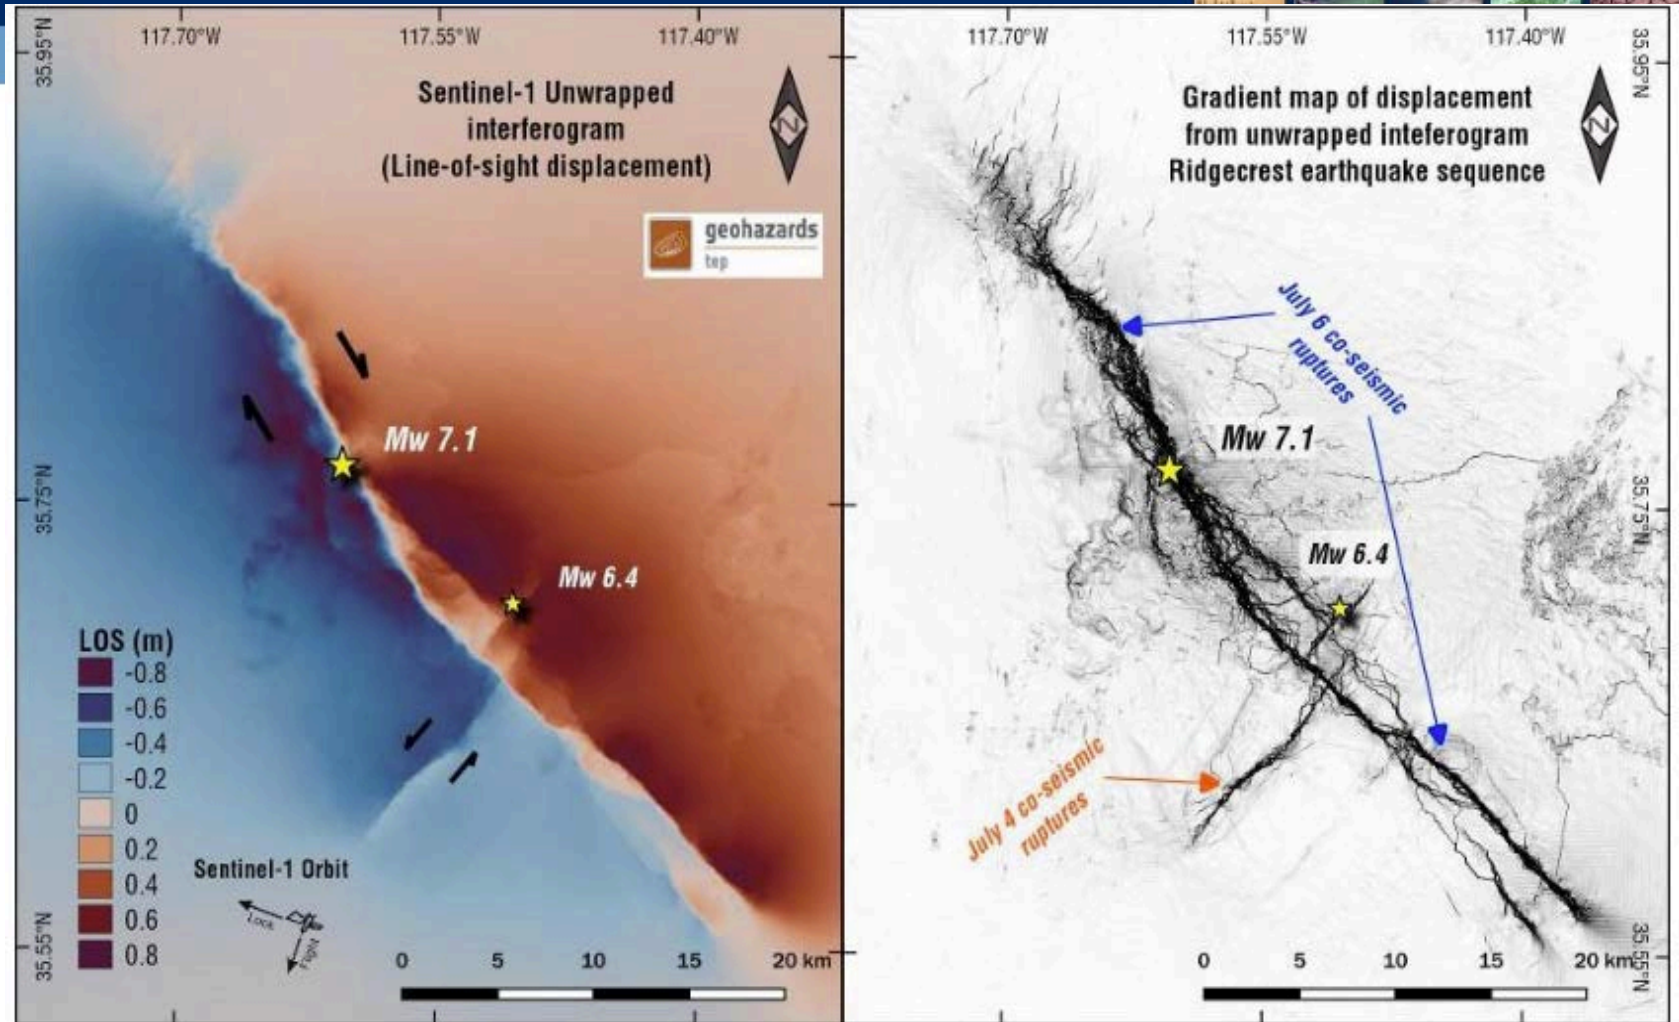 117.70°W
117.55°W
117.40°W
35.95°N
Sentinel-1 Unwrapped
interferogram
(Line-of-sight displacement)
N
geohazards
tep
Mw 7.1
35.75°N
Mw 6.4
LOS (m)
-0.8
-0.6
-0.4
-0.2
0
0.2
0.4
0.6
0.8
Sentinel-1 Orbit
Look
Flight
35.55°N
0 5 10 15 20 km
117.70°W
117.55°W
117.40°W
35.95°N
Gradient map of displacement
from unwrapped inteferogram
Ridgecrest earthquake sequence
N
July 6 co-seismic
ruptures
Mw 7.1
35.75°N
Mw 6.4
July 4 co-seismic
ruptures
35.55°N
0 5 10 15 20 km